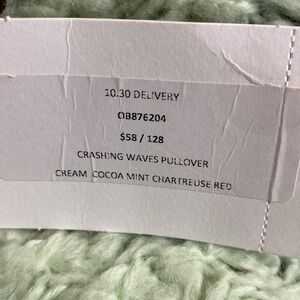 10.30 DELIVERY
OB876204
$58 / 128
CRASHING WAVES PULLOVER
CREAM COCOA MINT CHARTREUSE RED